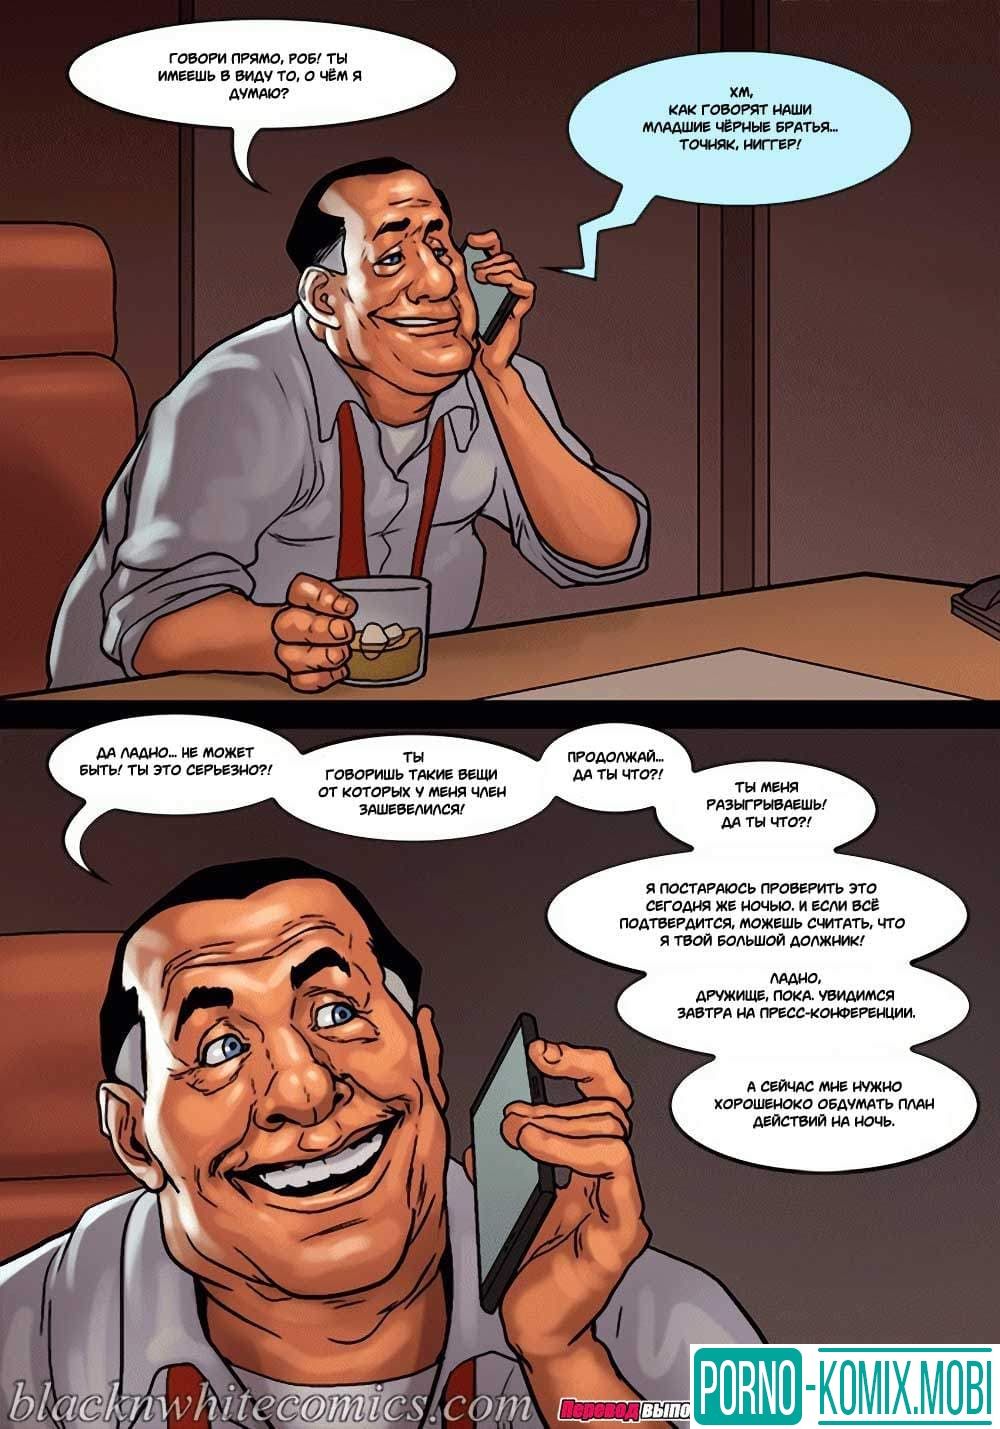 ГОВОРИ ПРЯМО, РОБ! ТЫ
ИМЕЕШЬ В ВИДУ ТО, О ЧЁМ Я
ДУМАЮ?
ХМ,
КАК ГОВОРЯТ НАШИ
МЛАДШИЕ ЧЁРНЫЕ БРАТЬЯ...
ТОЧНЯК, НИГГЕР!
ДА ЛАДНО... НЕ МОЖЕТ
БЫТЬ! ТЫ ЭТО СЕРЬЕЗНО?!
ТЫ
ГОВОРИШЬ ТАКИЕ ВЕЩИ
ОТ КОТОРЫХ У МЕНЯ ЧЛЕН
ЗАШЕВЕЛИЛСЯ!
ПРОДОЛЖАЙ...
ДА ТЫ ЧТО?!
ТЫ МЕНЯ
РАЗЫГРЫВАЕШЬ!
ДА ТЫ ЧТО?!
Я ПОСТАРАЮСЬ ПРОВЕРИТЬ ЭТО
СЕГОДНЯ ЖЕ НОЧЬЮ. И ЕСЛИ ВСЁ
ПОДТВЕРДИТСЯ, МОЖЕШЬ СЧИТАТЬ, ЧТО
Я ТВОЙ БОЛЬШОЙ ДОЛЖНИК!
ЛАДНО,
ДРУЖИЩЕ, ПОКА. УВИДИМСЯ
ЗАВТРА НА ПРЕСС-КОНФЕРЕНЦИИ.
А СЕЙЧАС МНЕ НУЖНО
ХОРОШЕНОКО ОБДУМАТЬ ПЛАН
ДЕЙСТВИЙ НА НОЧЬ.
blacknwhitecomics.com
Перевод
PORNO-KOMIX.MOBI